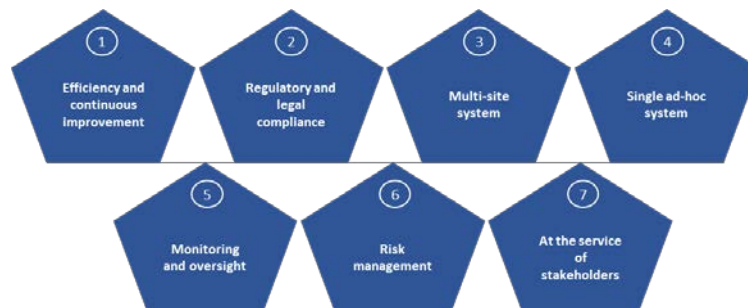 1
Efficiency and
continuous
improvement
2
Regulatory and
legal
compliance
3
Multi-site
system
4
Single ad-hoc
system
5
Monitoring
and oversight
6
Risk
management
7
At the service
of
stakeholders